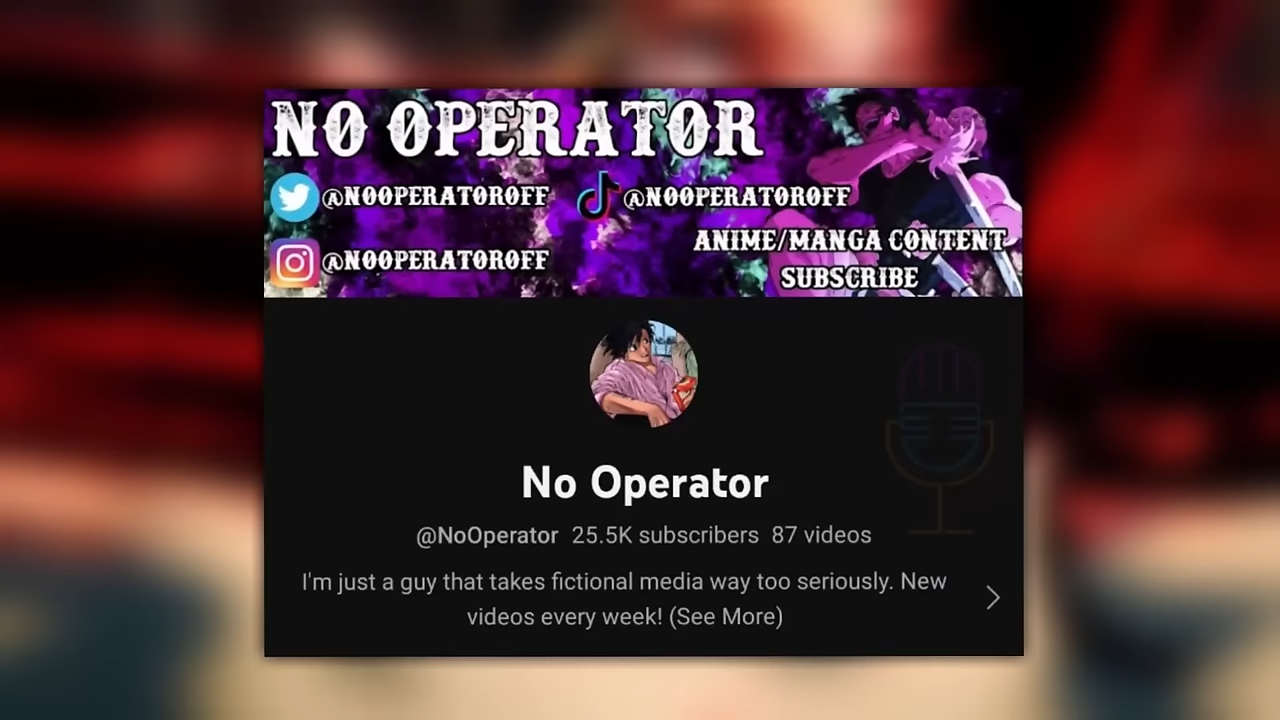 NO OPERATOR
@NOOPERATOROFF
@NOOPERATOROFF
@NOOPERATOROFF
ANIME/MANGA CONTENT
SUBSCRIBE
No Operator
@NoOperator 25.5K subscribers 87 videos
I'm just a guy that takes fictional media way too seriously. New
videos every week! (See More)